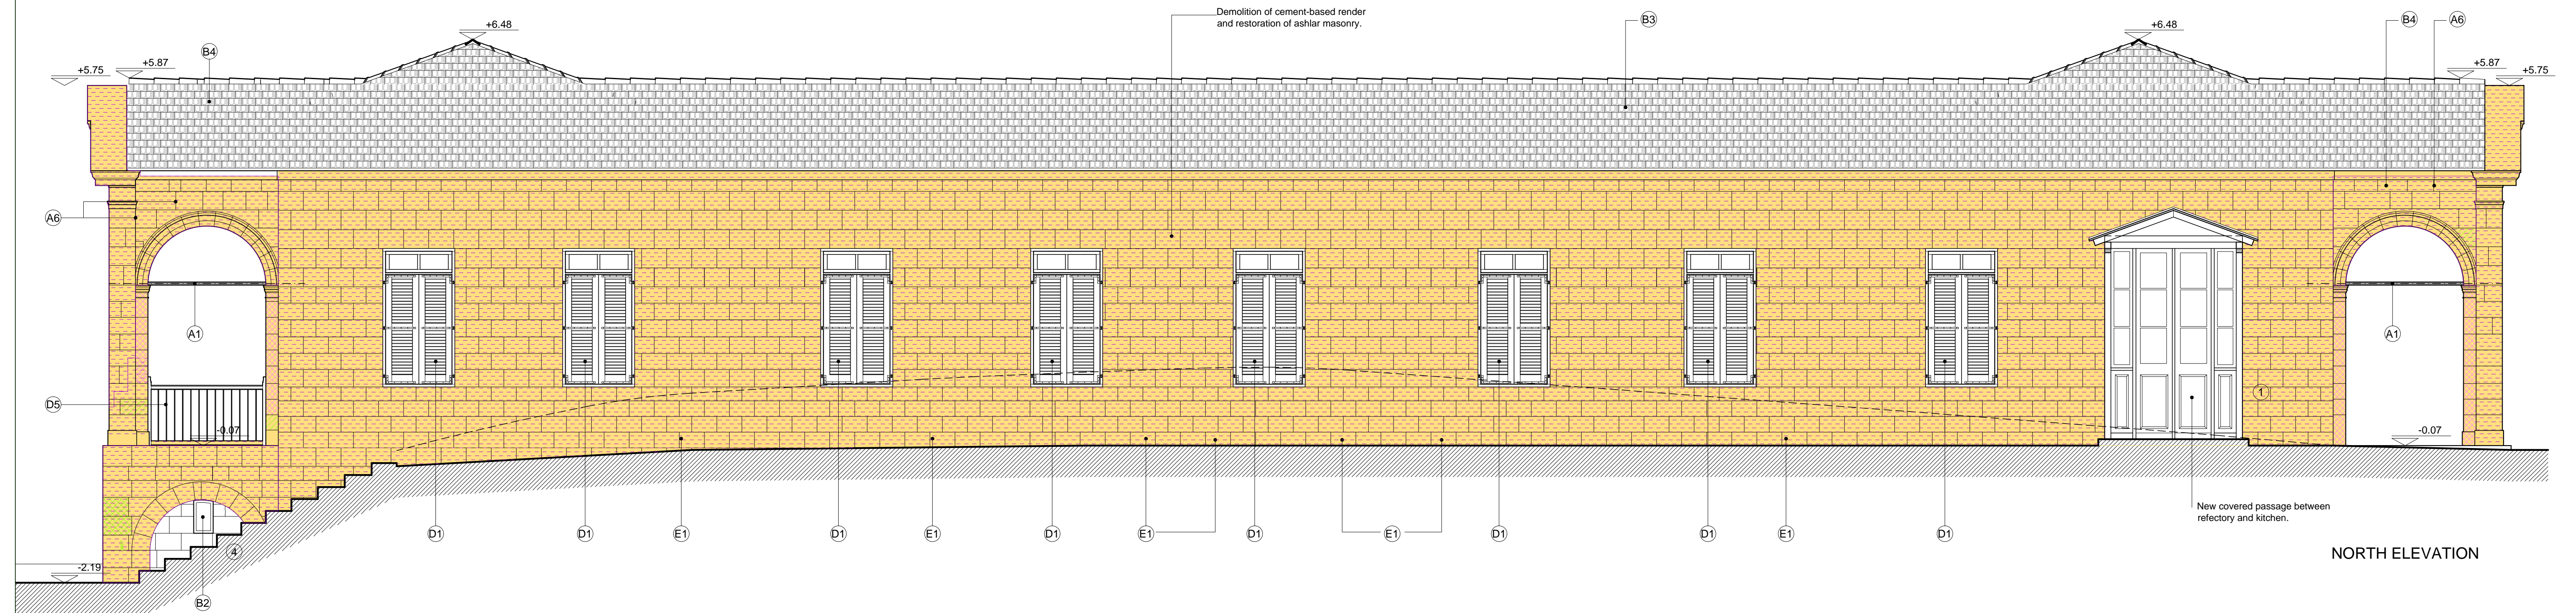 Demolition of cement-based render
and restoration of ashlar masonry.
B3
B4
A6
+6.48
+6.48
B4
+5.75
+5.87
+5.87
+5.75
A6
A1
A1
D5
-0.07
1
-0.07
New covered passage between
refectory and kitchen.
D1
D1
E1
D1
E1
D1
E1
D1
E1
D1
D1
E1
D1
4
NORTH ELEVATION
-2.19
B2